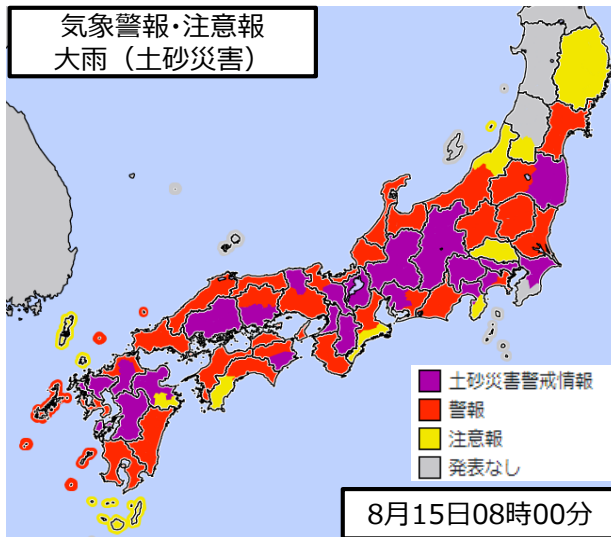 気象警報・注意報
大雨（土砂災害）
土砂災害警戒情報
警報
注意報
発表なし
8月15日08時00分